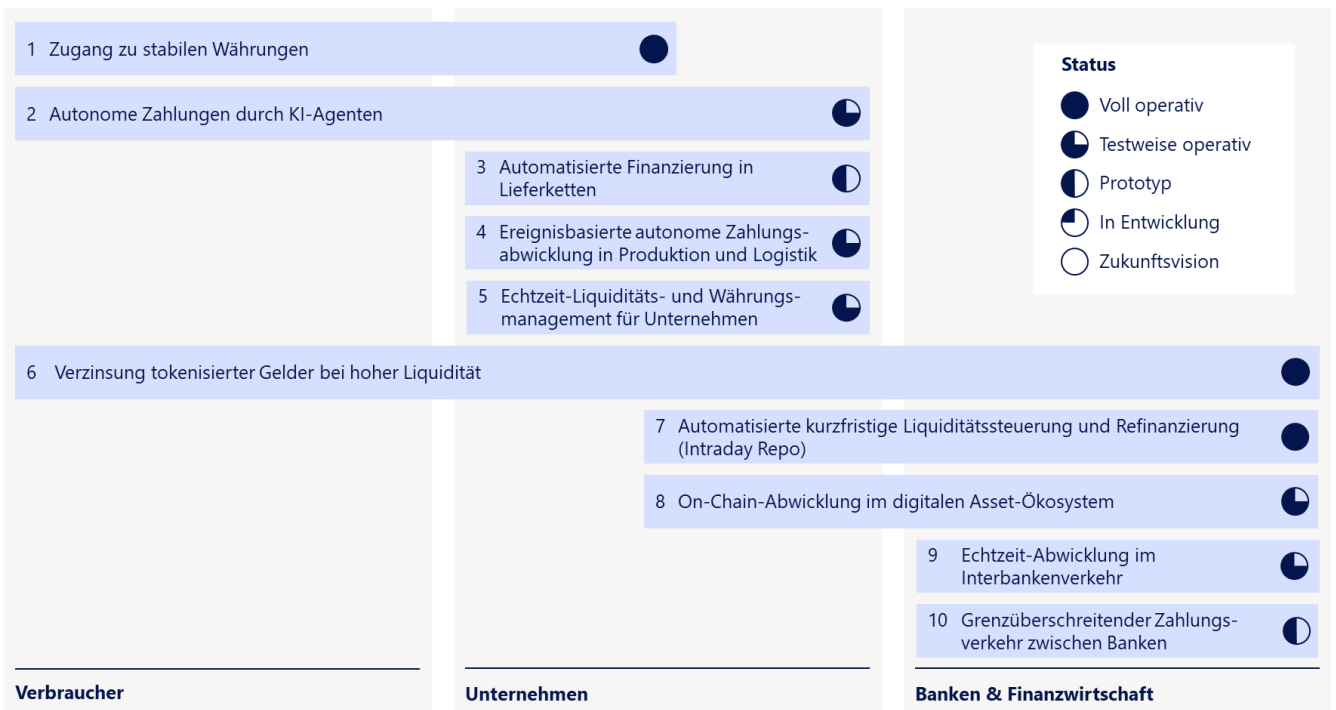 1 Zugang zu stabilen Währungen
2 Autonome Zahlungen durch KI-Agenten
3 Automatisierte Finanzierung in
Lieferketten
4 Ereignisbasierte autonome Zahlungs-
abwicklung in Produktion und Logistik
5 Echtzeit-Liquiditäts- und Währungs-
management für Unternehmen
6 Verzinsung tokenisierter Gelder bei hoher Liquidität
7 Automatisierte kurzfristige Liquiditätssteuerung und Refinanzierung
(Intraday Repo)
8 On-Chain-Abwicklung im digitalen Asset-Ökosystem
9 Echtzeit-Abwicklung im
Interbankenverkehr
10 Grenzüberschreitender Zahlungs-
verkehr zwischen Banken
Status
Voll operativ
Testweise operativ
Prototyp
In Entwicklung
Zukunftsvision
Verbraucher
Unternehmen
Banken & Finanzwirtschaft